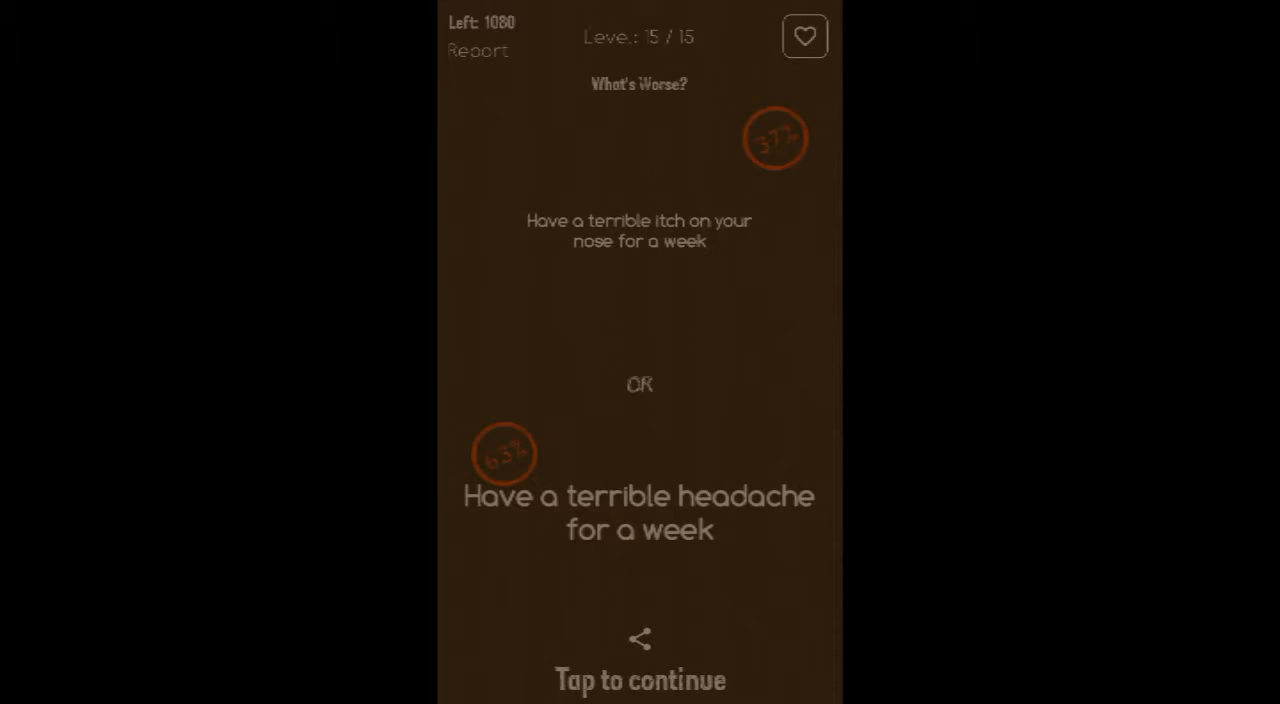 Left: 1080
Level: 15 / 15
Report
What's Worse?
37%
Have a terrible itch on your
nose for a week
OR
63%
Have a terrible headache
for a week
Tap to continue